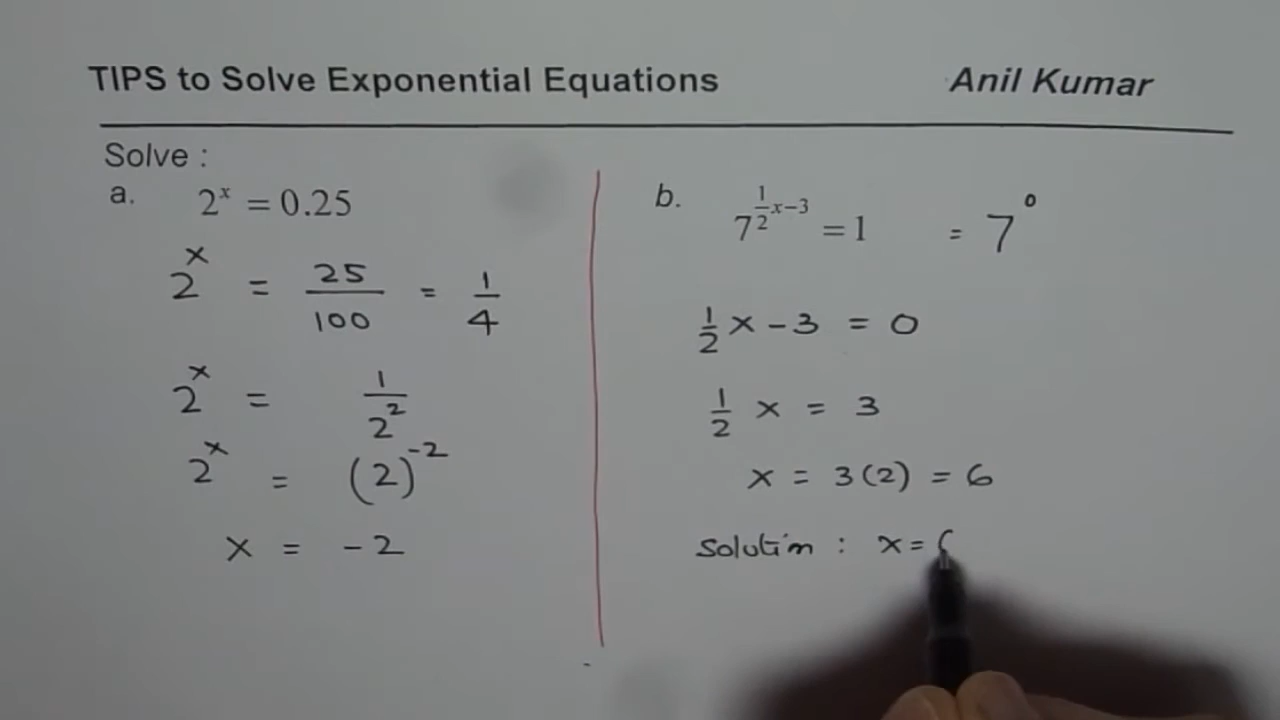 TIPS to Solve Exponential Equations Anil Kumar
Solve :
a. 2^x = 0.25
2^x = 25/100 = 1/4
2^x = 1/2^2
2^x = (2)^-2
x = -2
b. 7^(1/2 x-3) = 1 = 7^0
1/2 x - 3 = 0
1/2 x = 3
x = 3(2) = 6
Solution : x =